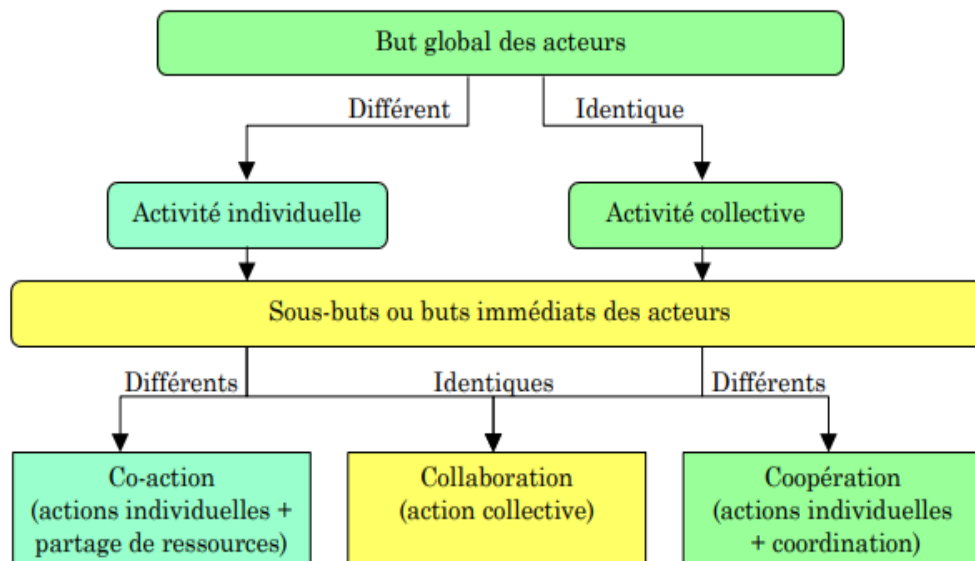 But global des acteurs
Différent
Identique
Activité individuelle
Activité collective
Sous-buts ou buts immédiats des acteurs
Différents
Identiques
Différents
Co-action
(actions individuelles +
partage de ressources)
Collaboration
(action collective)
Coopération
(actions individuelles
+ coordination)